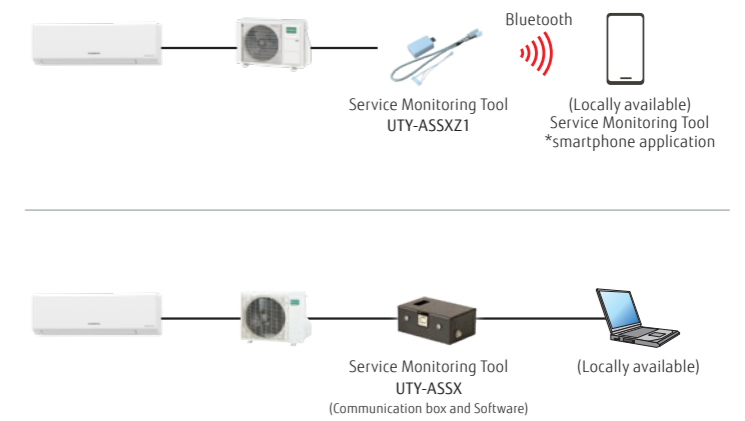 Bluetooth
Service Monitoring Tool
UTY-ASSXZ1
(Locally available)
Service Monitoring Tool
*smartphone application
Service Monitoring Tool
UTY-ASSX
(Communication box and Software)
(Locally available)